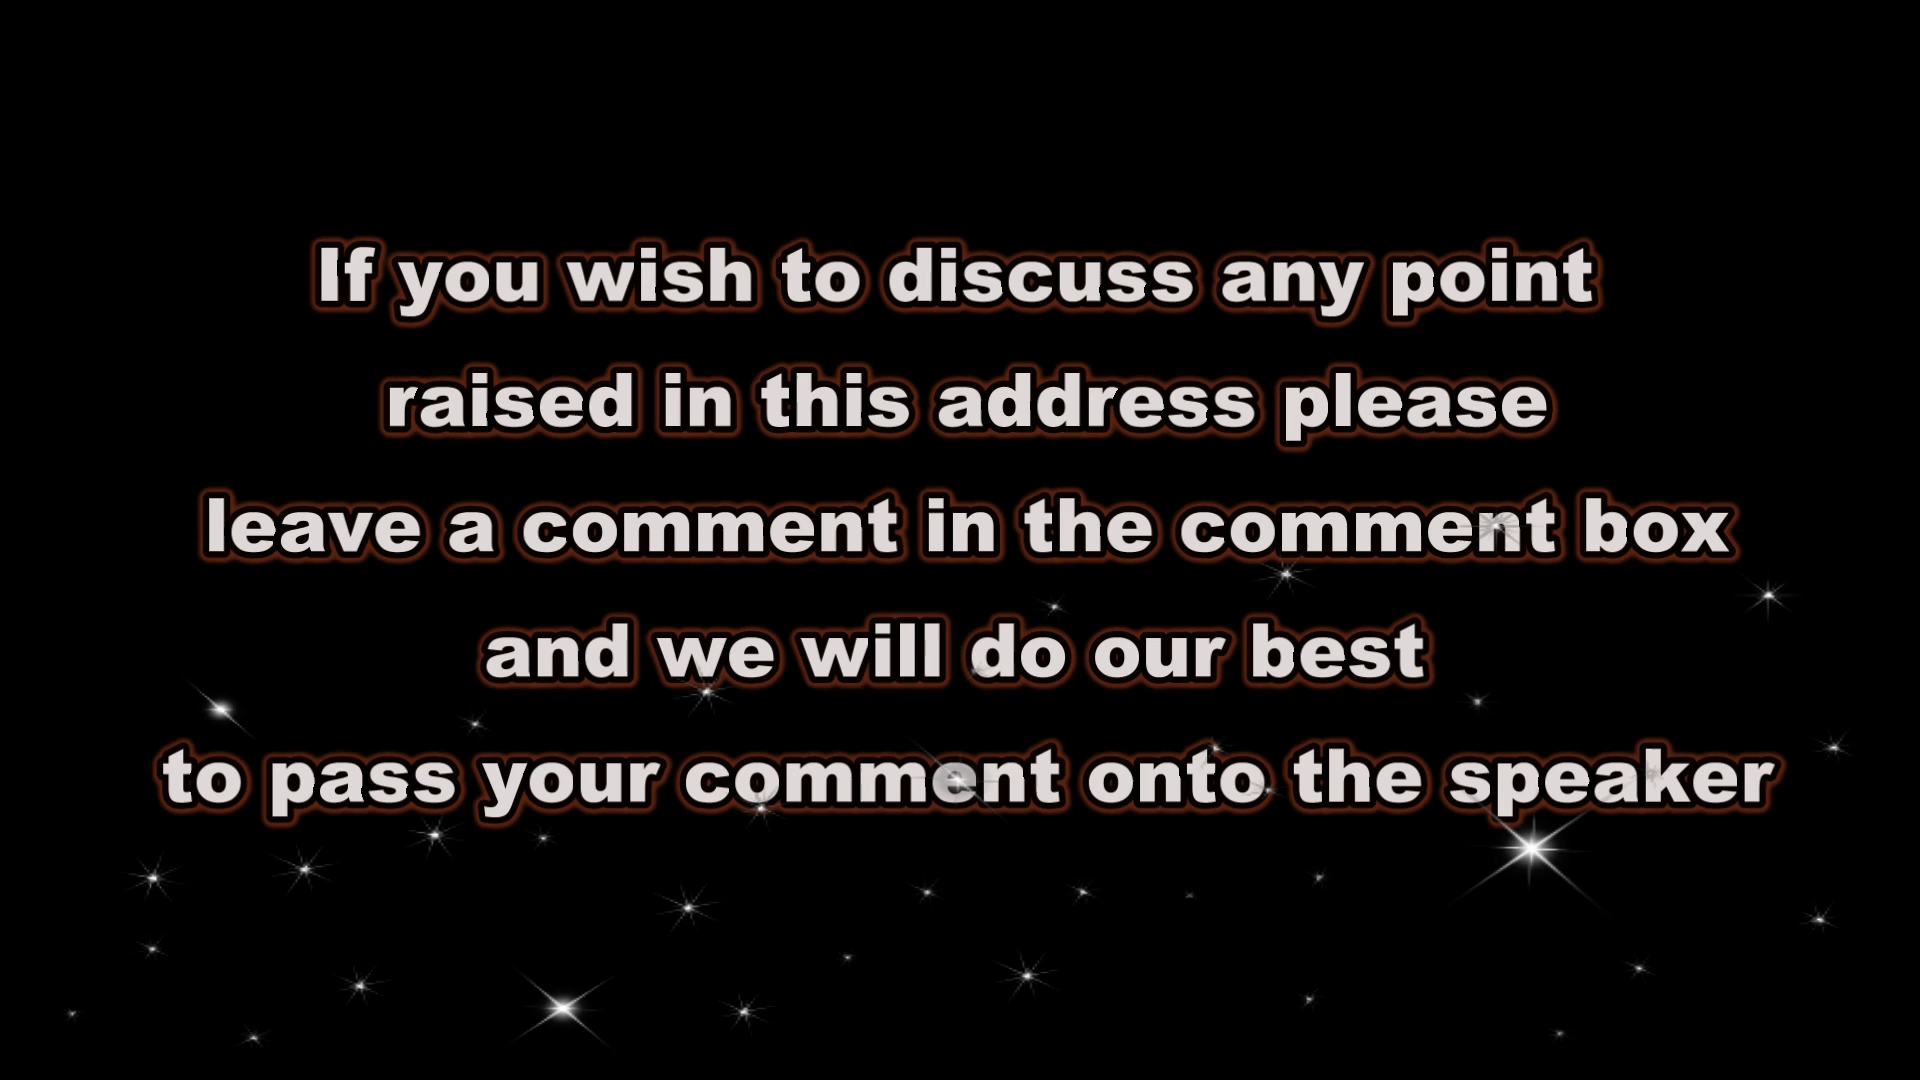 If you wish to discuss any point
raised in this address please
leave a comment in the comment box
and we will do our best
to pass your comment onto the speaker